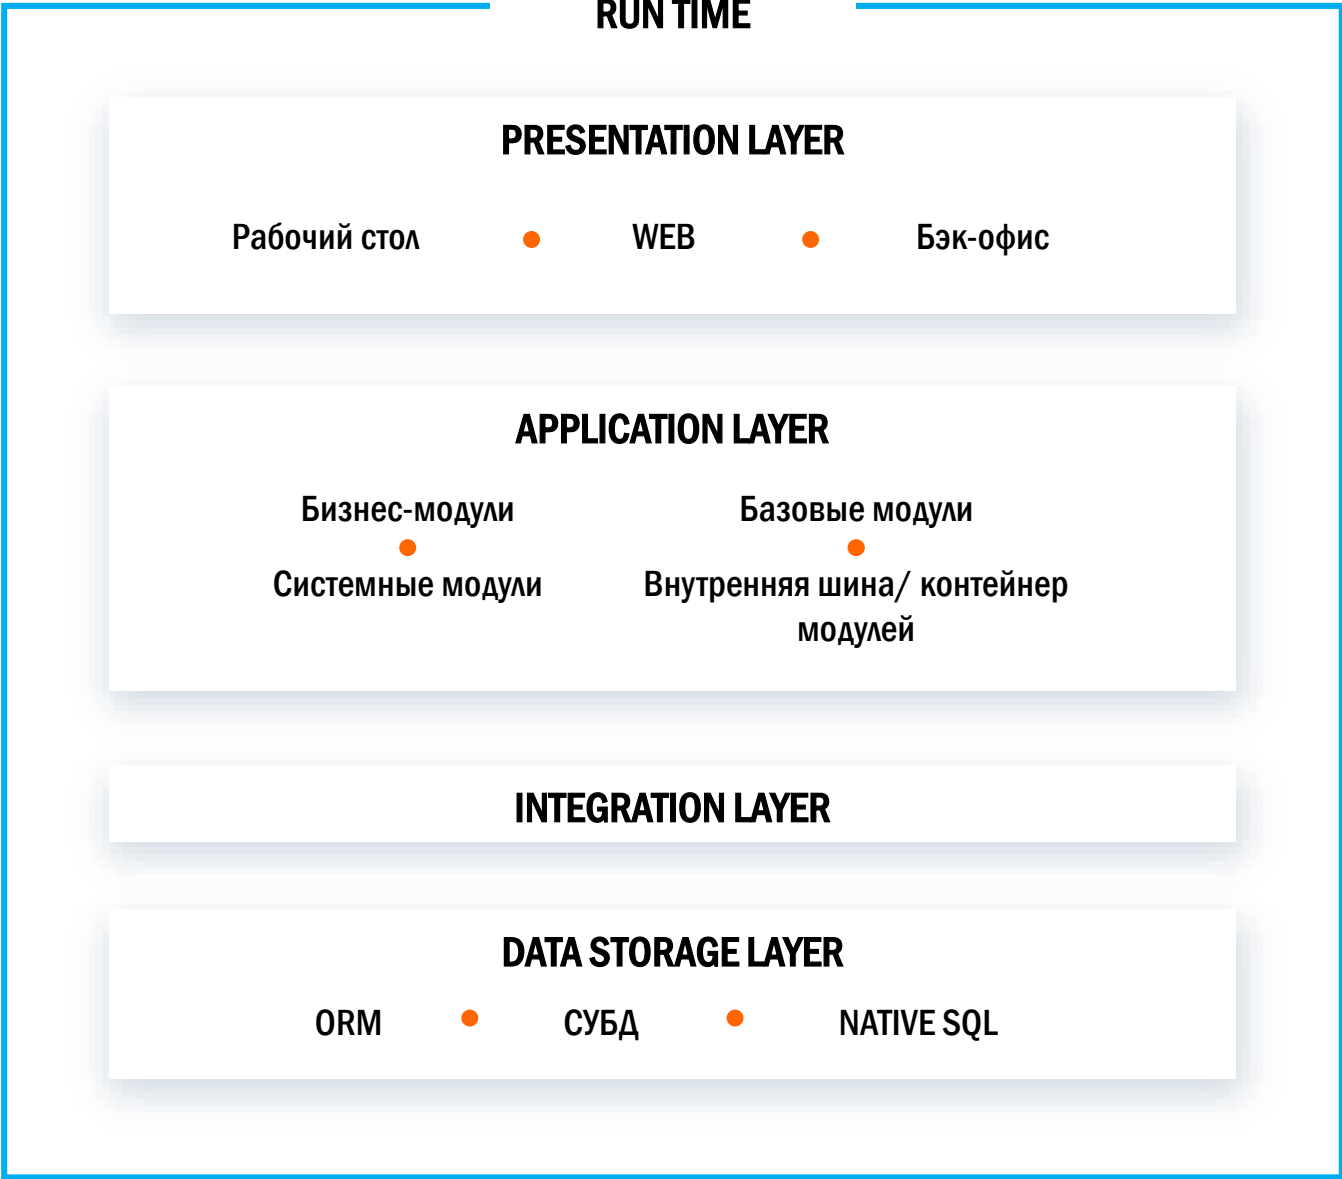 RUN TIME
PRESENTATION LAYER
Рабочий стол WEB Бэк-офис
APPLICATION LAYER
Бизнес-модули Базовые модули
Системные модули Внутренняя шина/ контейнер
модулей
INTEGRATION LAYER
DATA STORAGE LAYER
ORM СУБД NATIVE SQL